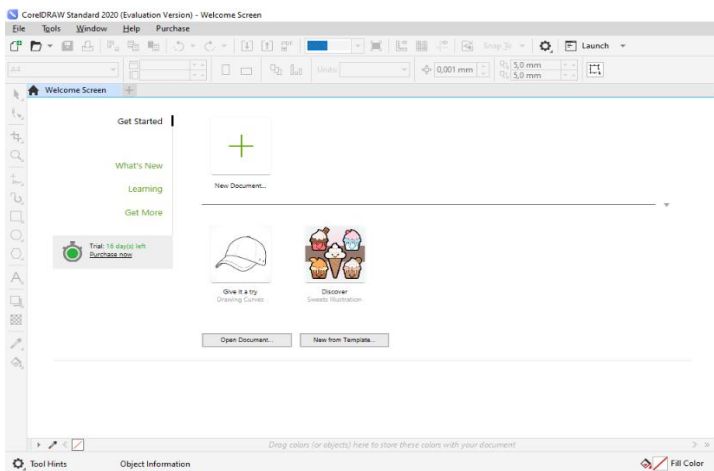 CorelDRAW Standard 2020 (Evaluation Version) - Welcome Screen
File Tools Window Help Purchase
PDF Snap To Launch
A4 Units: 0,001 mm 5,0 mm
5,0 mm
Welcome Screen
Get Started
What's New
Learning
Get More
Trial: 16 day(s) left
Purchase now
New Document...
Give it a try
Drawing Curves
Discover
Sweets Illustration
Open Document... New from Template...
Drag colors (or objects) here to store these colors with your document
Tool Hints Object Information Fill Color